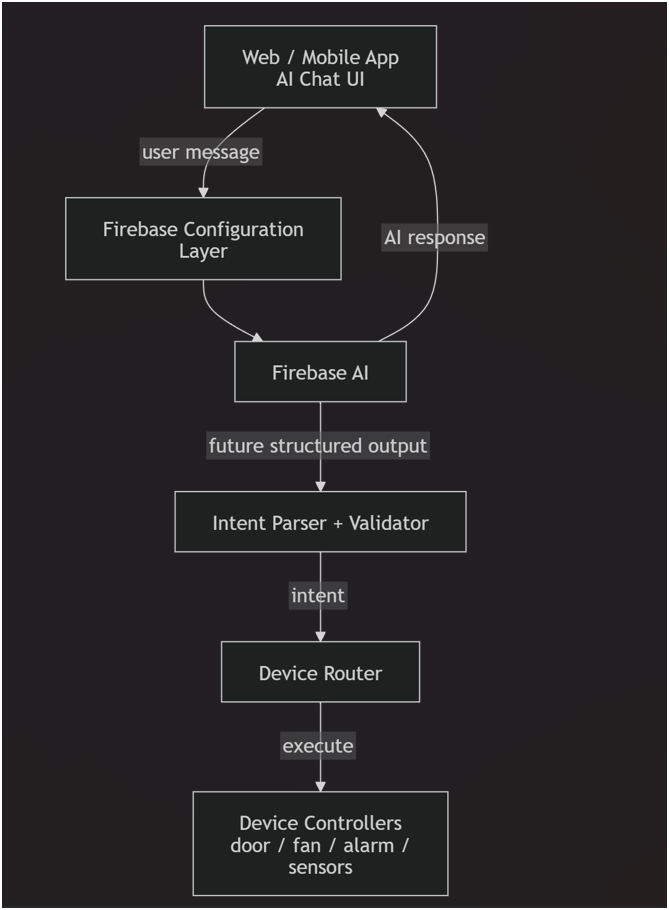 Web / Mobile App
AI Chat UI
user message
Firebase Configuration
Layer
AI response
Firebase AI
future structured output
Intent Parser + Validator
intent
Device Router
execute
Device Controllers
door / fan / alarm /
sensors